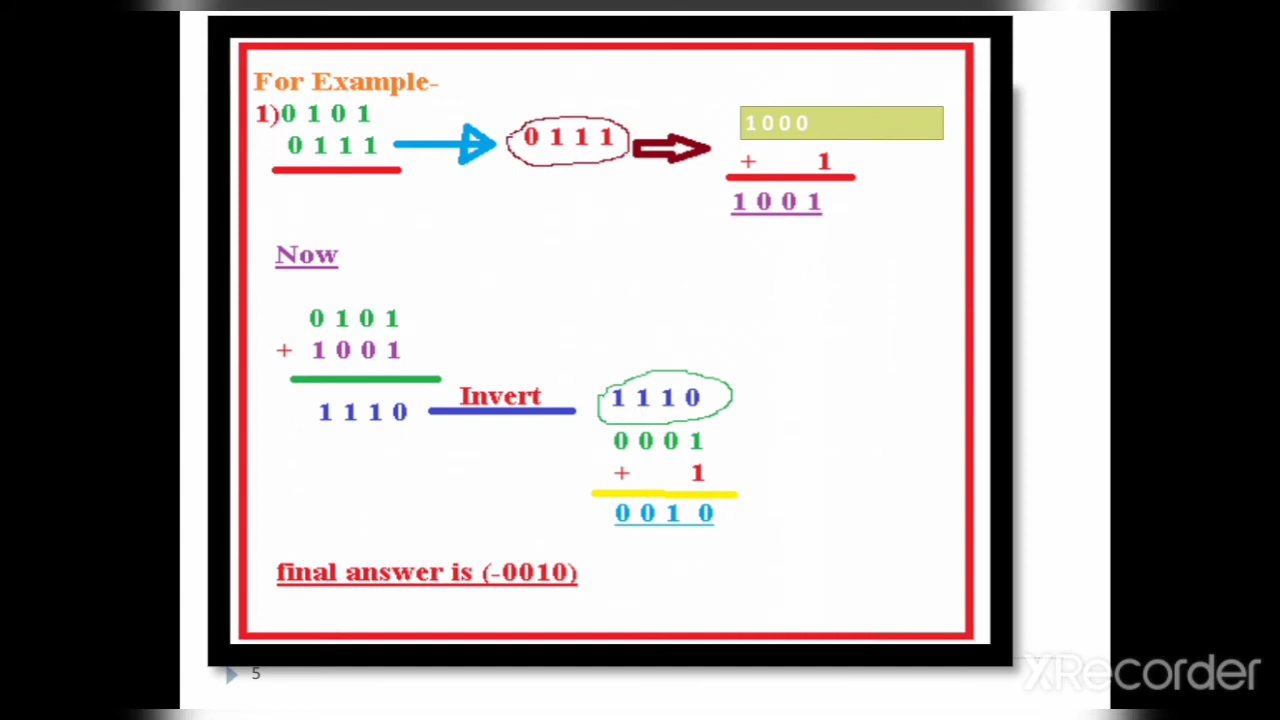 For Example-
1)0 1 0 1
0 1 1 1
0 1 1 1
1 0 0 0
+ 1
1 0 0 1
Now
0 1 0 1
+ 1 0 0 1
1 1 1 0
Invert
1 1 1 0
0 0 0 1
+ 1
0 0 1 0
final answer is (-0010)
5
XRecorder